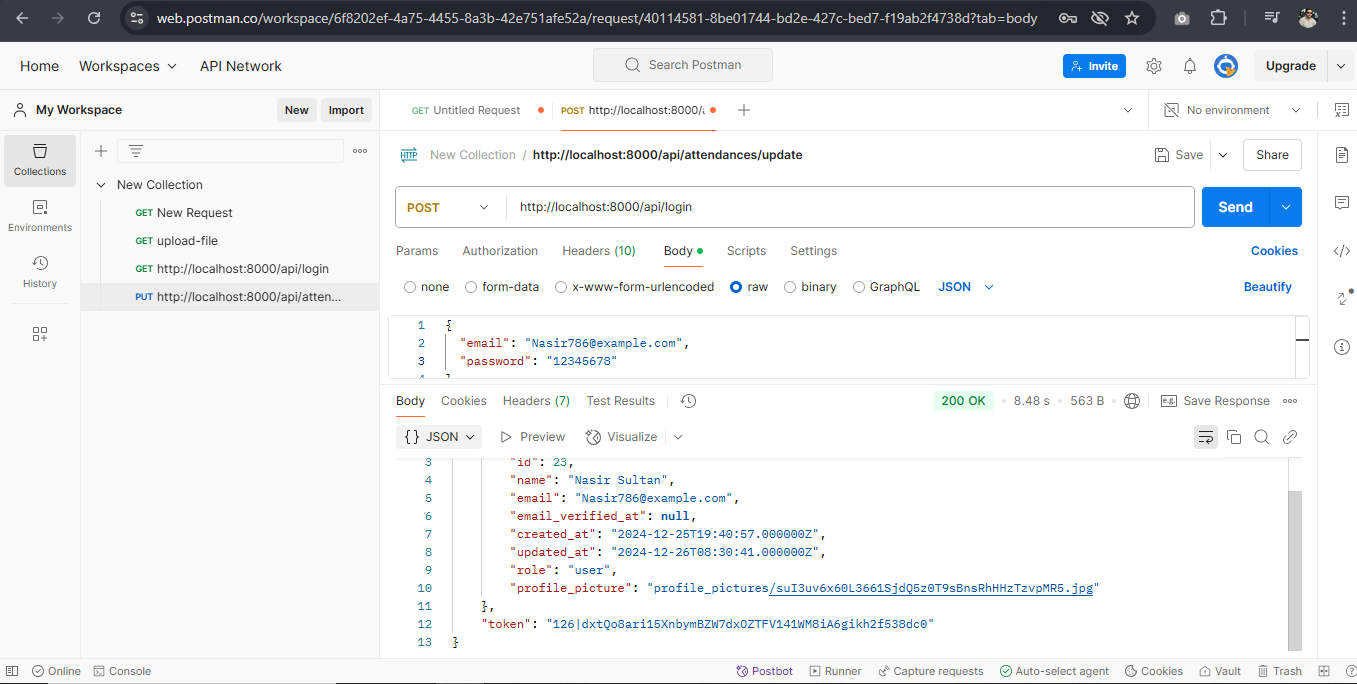 web.postman.co/workspace/6f8202ef-4a75-4455-8a3b-42e751afe52a/request/40114581-8be01744-bd2e-427c-bed7-f19ab2f4738d?tab=body
Home Workspaces API Network Search Postman Invite Upgrade
My Workspace New Import GET Untitled Request POST http://localhost:8000/a No environment
Collections
Environments
History
New Collection
GET New Request
GET upload-file
GET http://localhost:8000/api/login
PUT http://localhost:8000/api/atten...
HTTP New Collection / http://localhost:8000/api/attendances/update Save Share
POST http://localhost:8000/api/login Send
Params Authorization Headers (10) Body Scripts Settings Cookies
none form-data x-www-form-urlencoded raw binary GraphQL JSON Beautify
1 {
2 "email": "Nasir786@example.com",
3 "password": "12345678"
Body Cookies Headers (7) Test Results 200 OK 8.48 s 563 B e.g. Save Response
{} JSON Preview Visualize
3 "id": 23,
4 "name": "Nasir Sultan",
5 "email": "Nasir786@example.com",
6 "email_verified_at": null,
7 "created_at": "2024-12-25T19:40:57.000000Z",
8 "updated_at": "2024-12-26T08:30:41.000000Z",
9 "role": "user",
10 "profile_picture": "profile_pictures/suI3uv6x60L3661SjdQ5z0T9sBnsRhHHzTzvpMR5.jpg"
11 },
12 "token": "126|dxtQo8ari15XnbymBZW7dxOZTFV141WM8iA6gikh2f538dc0"
13 }
Online Console Postbot Runner Capture requests Auto-select agent Cookies Vault Trash